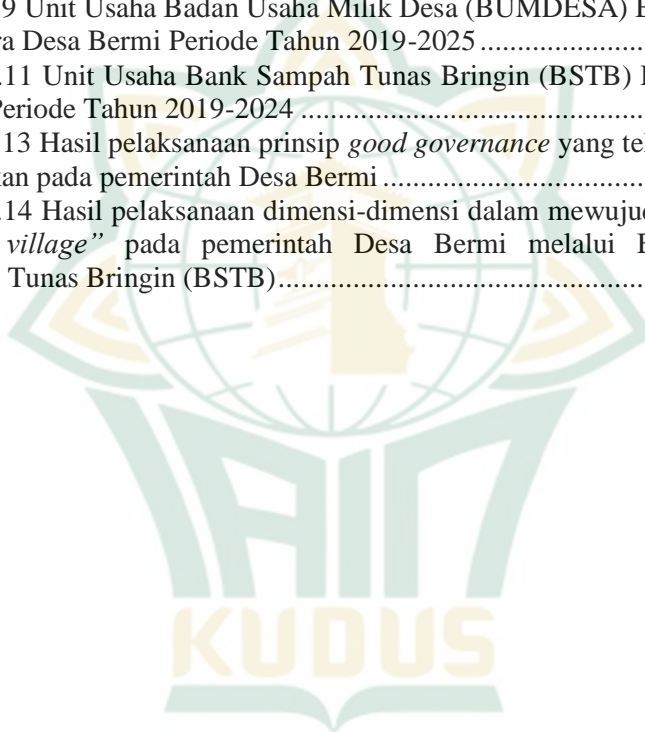 9 Unit Usaha Badan Usaha Milik Desa (BUMDESA) B
ra Desa Bermi Periode Tahun 2019-2025 ........................
.11 Unit Usaha Bank Sampah Tunas Bringin (BSTB) 
Periode Tahun 2019-2024 ..................................................
13 Hasil pelaksanaan prinsip good governance yang te
kan pada pemerintah Desa Bermi ......................................
.14 Hasil pelaksanaan dimensi-dimensi dalam mewujud
village” pada pemerintah Desa Bermi melalui B
Tunas Bringin (BSTB) ......................................................
IAIN
KUDUS